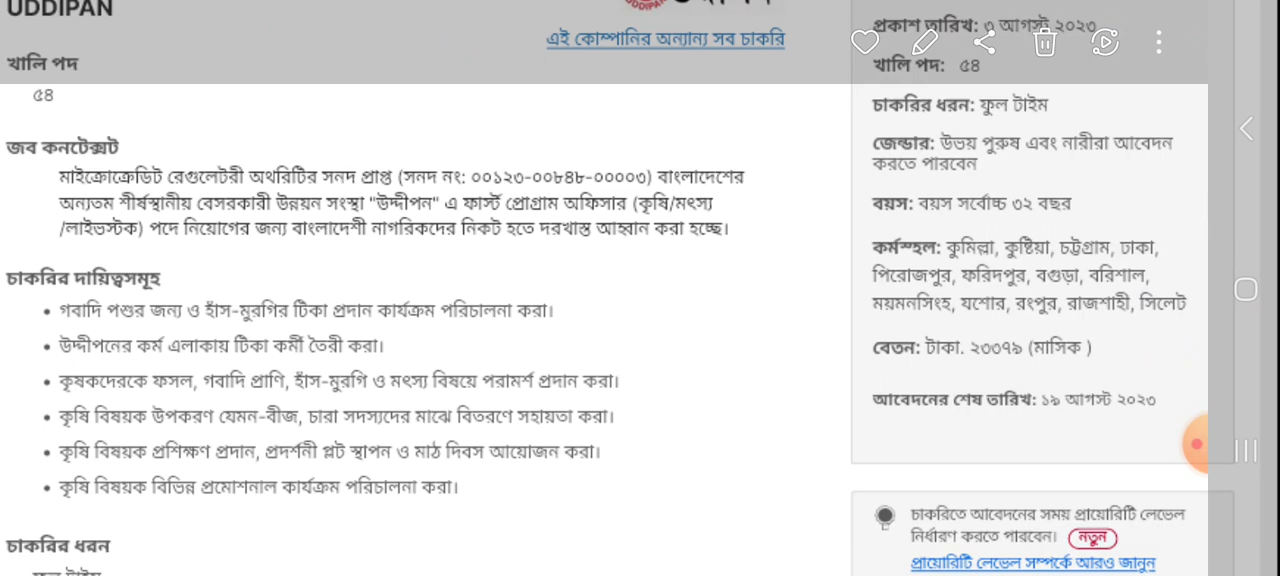 UDDIPAN
এই কোম্পানির অন্যান্য সব চাকরি
খালি পদ
৫৪
জব কনটেক্সট
মাইক্রোক্রেডিট রেগুলেটরী অথরিটির সনদ প্রাপ্ত (সনদ নং: ০০১২৩-০০৮৪৮-০০০০৩) বাংলাদেশের
অন্যতম শীর্ষস্থানীয় বেসরকারী উন্নয়ন সংস্থা "উদ্দীপন" এ ফার্স্ট প্রোগ্রাম অফিসার (কৃষি/মৎস্য
/লাইভস্টক) পদে নিয়োগের জন্য বাংলাদেশী নাগরিকদের নিকট হতে দরখাস্ত আহ্বান করা হচ্ছে।
চাকরির দায়িত্বসমূহ
• গবাদি পশুর জন্য ও হাঁস-মুরগির টিকা প্রদান কার্যক্রম পরিচালনা করা।
• উদ্দীপনের কর্ম এলাকায় টিকা কর্মী তৈরী করা।
• কৃষকদেরকে ফসল, গবাদি প্রাণি, হাঁস-মুরগি ও মৎস্য বিষয়ে পরামর্শ প্রদান করা।
• কৃষি বিষয়ক উপকরণ যেমন-বীজ, চারা সদস্যদের মাঝে বিতরণে সহায়তা করা।
• কৃষি বিষয়ক প্রশিক্ষণ প্রদান, প্রদর্শনী প্লট স্থাপন ও মাঠ দিবস আয়োজন করা।
• কৃষি বিষয়ক বিভিন্ন প্রমোশনাল কার্যক্রম পরিচালনা করা।
চাকরির ধরন
প্রকাশ তারিখ: ৩ আগস্ট ২০২৩
খালি পদ: ৫৪
চাকরির ধরন: ফুল টাইম
জেন্ডার: উভয় পুরুষ এবং নারীরা আবেদন
করতে পারবেন
বয়স: বয়স সর্বোচ্চ ৩২ বছর
কর্মস্হল: কুমিল্লা, কুষ্টিয়া, চট্টগ্রাম, ঢাকা,
পিরোজপুর, ফরিদপুর, বগুড়া, বরিশাল,
ময়মনসিংহ, যশোর, রংপুর, রাজশাহী, সিলেট
বেতন: টাকা. ২৩৩৭৯ (মাসিক )
আবেদনের শেষ তারিখ: ১৯ আগস্ট ২০২৩
চাকরিতে আবেদনের সময় প্রায়োরিটি লেভেল
নির্ধারণ করতে পারবেন। নতুন
প্রায়োরিটি লেভেল সম্পর্কে আরও জানুন